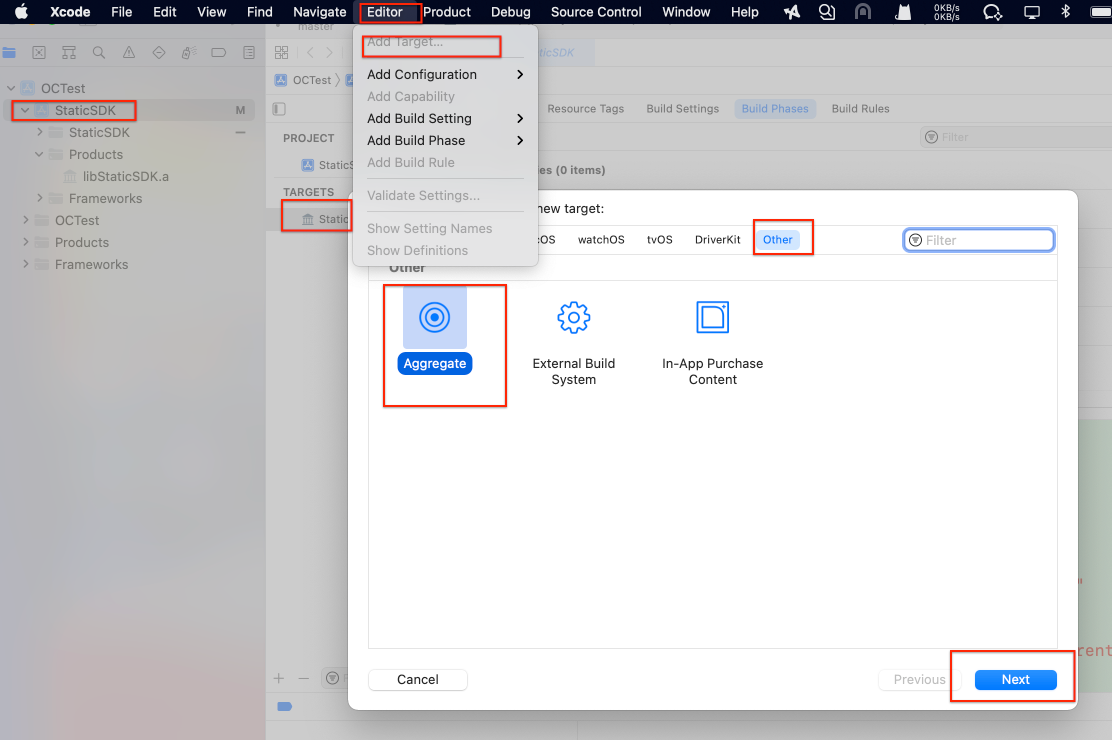 Xcode File Edit View Find Navigate Editor Product Debug Source Control Window Help 0KB/s
0KB/s
master
Add Target...
Add Configuration
Add Capability
Add Build Setting
Add Build Phase
Add Build Rule
Validate Settings...
Show Setting Names
Show Definitions
OCTest
StaticSDK M
StaticSDK
Products
libStaticSDK.a
Frameworks
OCTest
Products
Frameworks
ticSDK
OCTest
Resource Tags Build Settings Build Phases Build Rules
PROJECT
Filter
StaticS
es (0 items)
TARGETS
Static
new target:
OS watchOS tvOS DriverKit Other Filter
Other
Aggregate
External Build
System
In-App Purchase
Content
"
rent
Cancel Previous Next